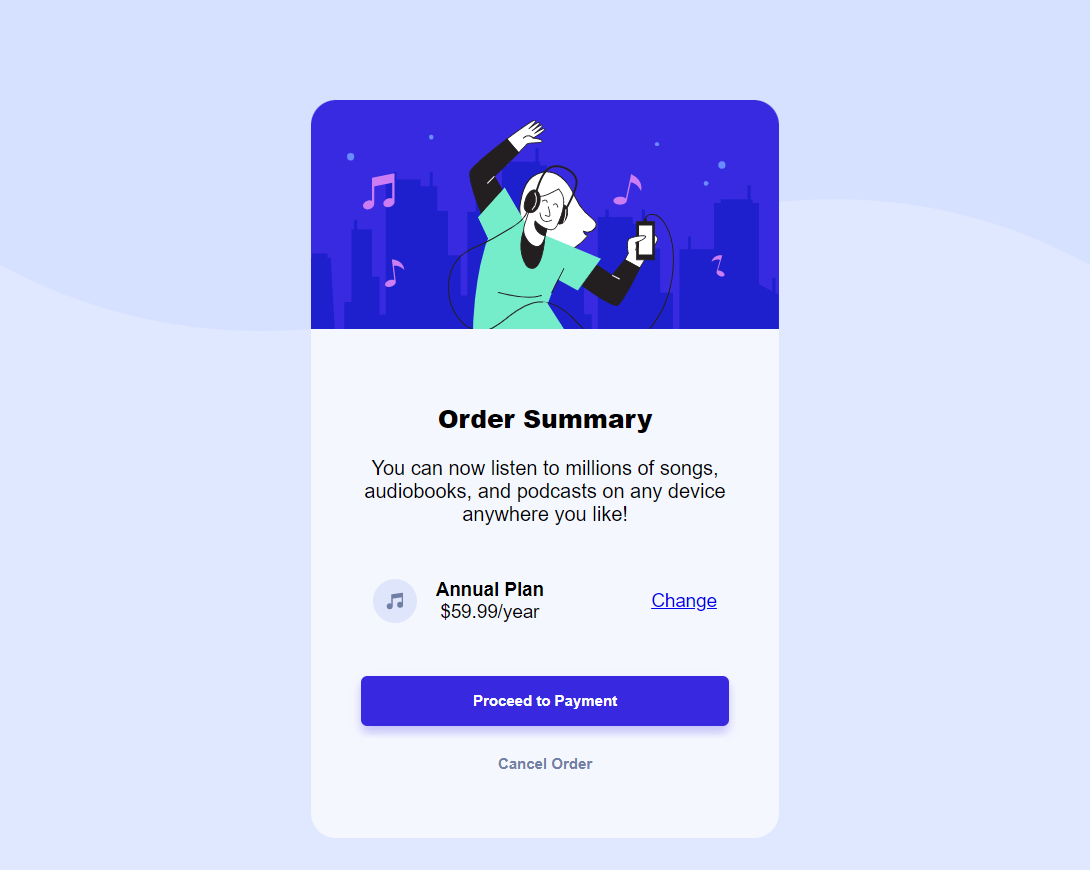 Order Summary
You can now listen to millions of songs,
audiobooks, and podcasts on any device
anywhere you like!
Annual Plan
$59.99/year
Change
Proceed to Payment
Cancel Order